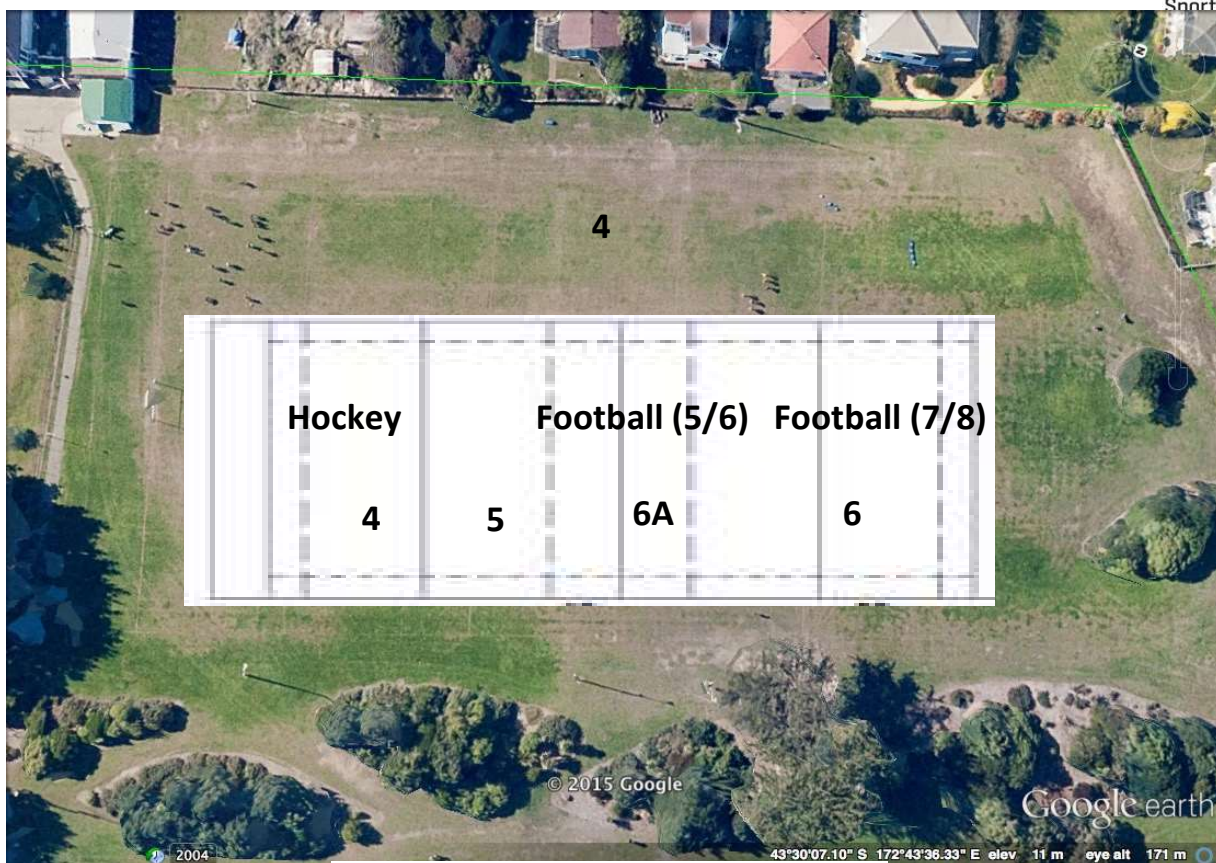 Sport
N
4
Hockey Football (5/6) Football (7/8)
4 5 6A 6
© 2015 Google
Google earth
2004 43°30'07.10" S 172°43'36.33" E elev 11 m eye alt 171 m